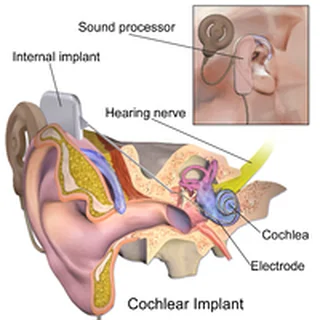 Sound processor
Internal implant
Hearing nerve
Cochlea
Electrode
Cochlear Implant